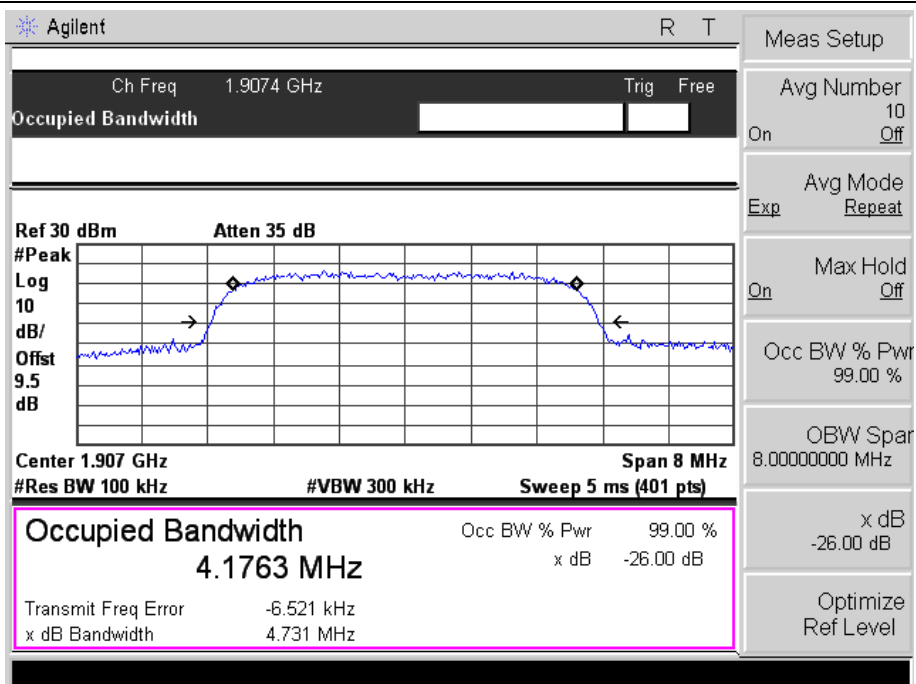 Agilent R T
Ch Freq 1.9074 GHz Trig Free
Occupied Bandwidth
Ref 30 dBm Atten 35 dB
#Peak
Log
10
dB/
Offst
9.5
dB
Center 1.907 GHz Span 8 MHz
#Res BW 100 kHz #VBW 300 kHz Sweep 5 ms (401 pts)
Occupied Bandwidth
4.1763 MHz
Occ BW % Pwr 99.00 %
x dB -26.00 dB
Transmit Freq Error -6.521 kHz
x dB Bandwidth 4.731 MHz
Meas Setup
Avg Number
10
On Off
Avg Mode
Exp Repeat
Max Hold
On Off
Occ BW % Pwr
99.00 %
OBW Spar
8.00000000 MHz
x dB
-26.00 dB
Optimize
Ref Level